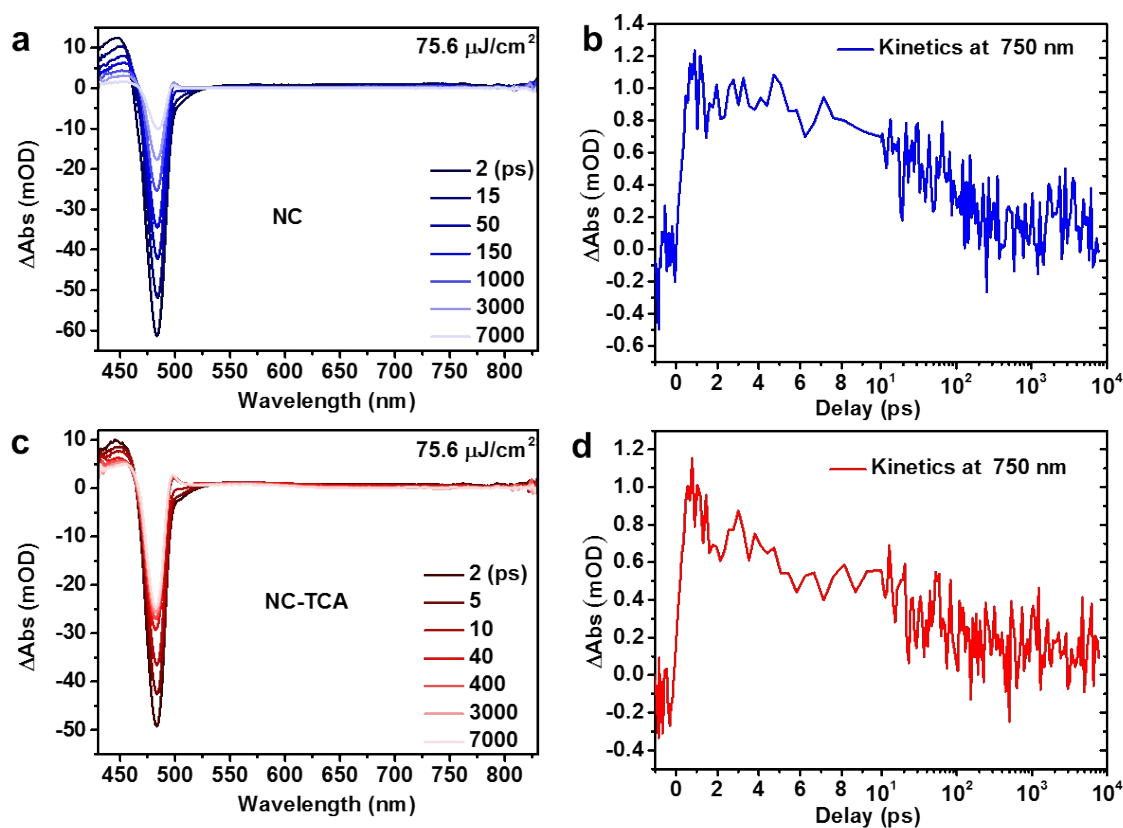 a
75.6 μJ/cm²
ΔAbs (mOD)
10
0
-10
-20
-30
-40
-50
-60
NC
2 (ps)
15
50
150
1000
3000
7000
450 500 550 600 650 700 750 800
Wavelength (nm)
b
Kinetics at 750 nm
ΔAbs (mOD)
1.4
1.2
1.0
0.8
0.6
0.4
0.2
0.0
-0.2
-0.4
-0.6
0 2 4 6 8 10¹ 10² 10³ 10⁴
Delay (ps)
c
75.6 μJ/cm²
ΔAbs (mOD)
10
0
-10
-20
-30
-40
-50
NC-TCA
2 (ps)
5
10
40
400
3000
7000
450 500 550 600 650 700 750 800
Wavelength (nm)
d
Kinetics at 750 nm
ΔAbs (mOD)
1.2
1.0
0.8
0.6
0.4
0.2
0.0
-0.2
-0.4
0 2 4 6 8 10¹ 10² 10³ 10⁴
Delay (ps)